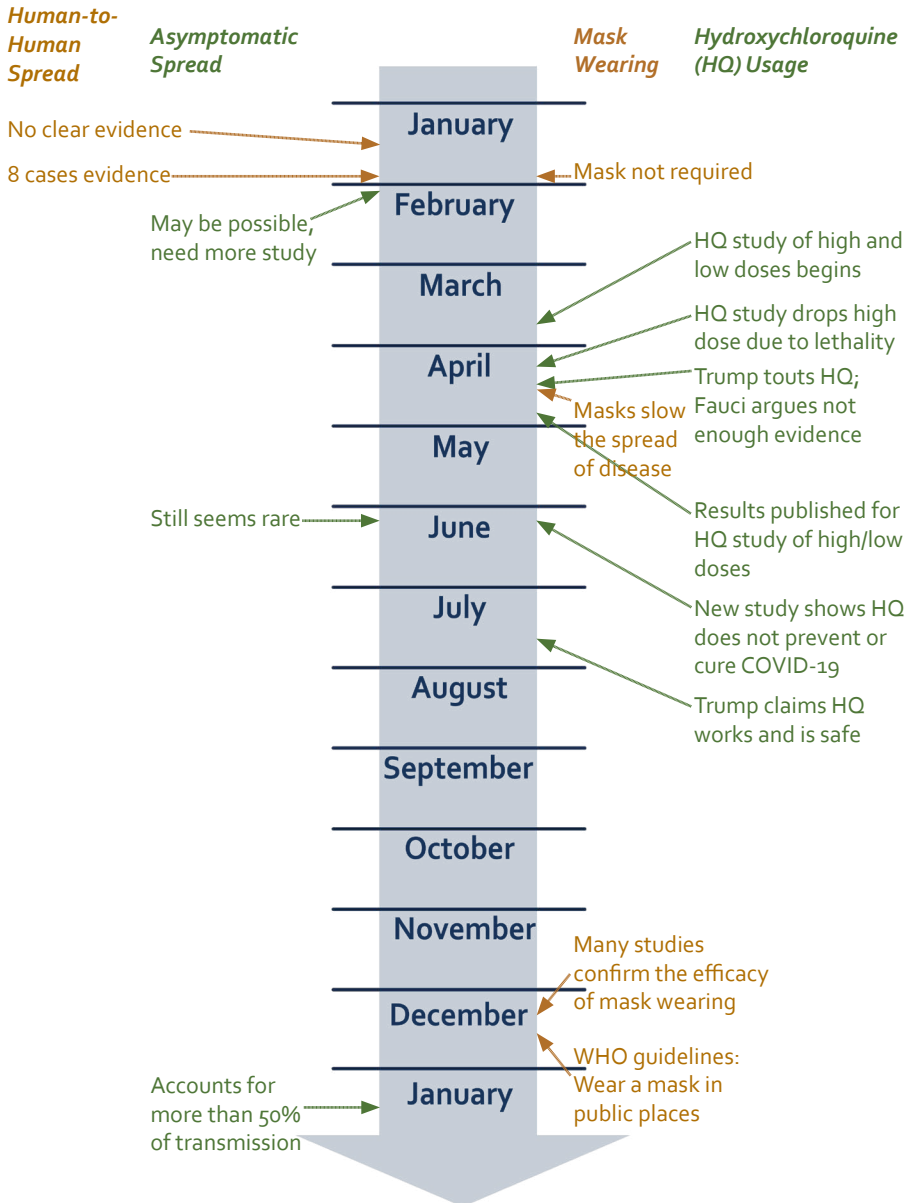 Human-to-
Human
Spread
Asymptomatic
Spread
Mask
Wearing
Hydroxychloroquine
(HQ) Usage
January
No clear evidence
8 cases evidence
Mask not required
February
May be possible,
need more study
HQ study of high and
low doses begins
March
HQ study drops high
dose due to lethality
April
Trump touts HQ;
Fauci argues not
enough evidence
Masks slow
the spread
of disease
May
Results published for
HQ study of high/low
doses
Still seems rare
June
New study shows HQ
does not prevent or
cure COVID-19
July
August
Trump claims HQ
works and is safe
September
October
November
Many studies
confirm the efficacy
of mask wearing
December
WHO guidelines:
Wear a mask in
public places
January
Accounts for
more than 50%
of transmission